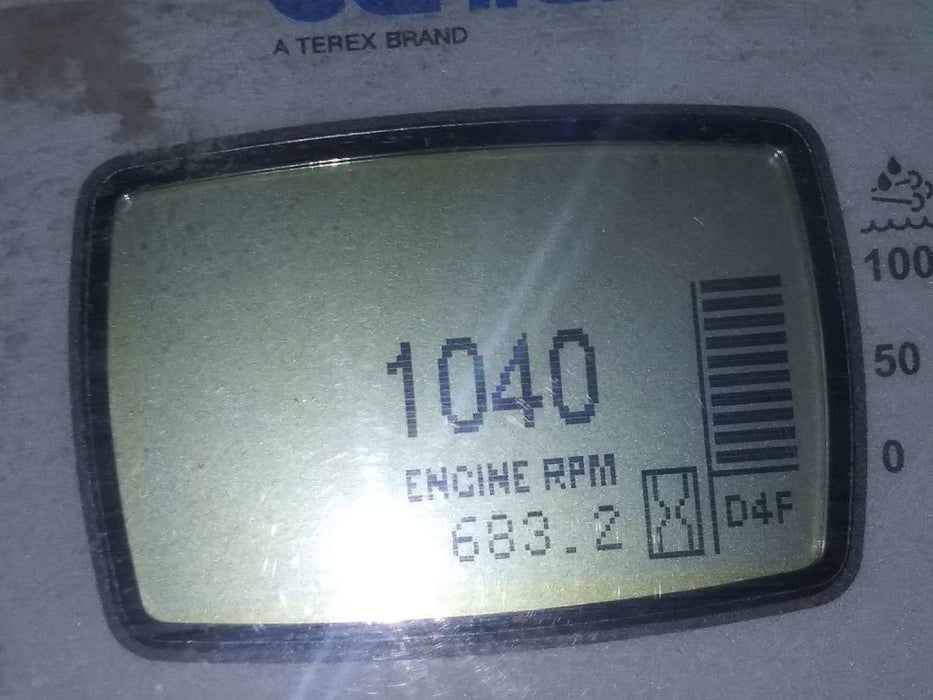 A TEREX BRAND
100
50
0
1040
ENGINE RPM
683.2
D4F